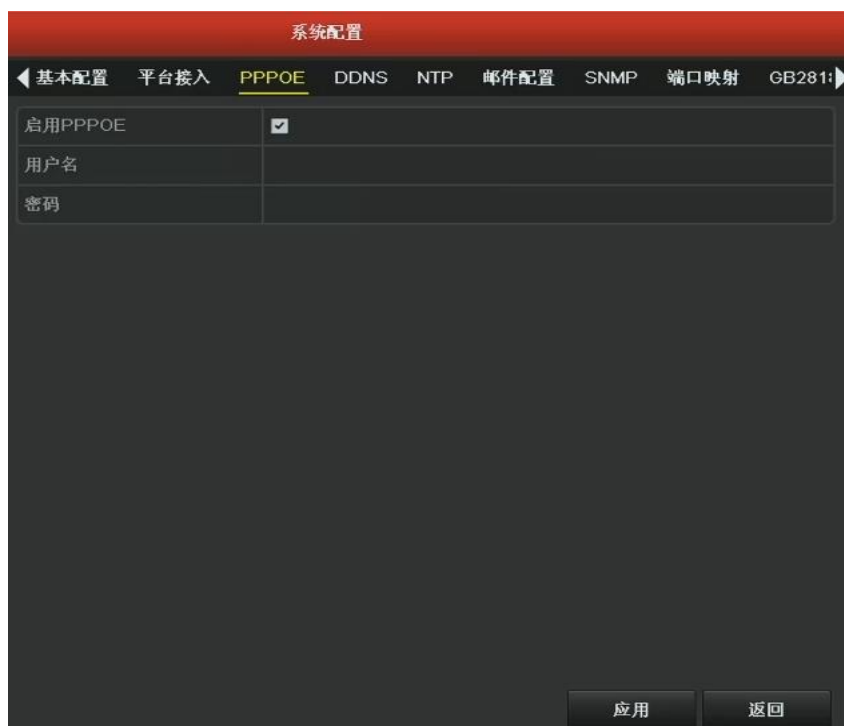 系统配置
基本配置 平台接入 PPPOE DDNS NTP 邮件配置 SNMP 端口映射 GB2818
启用PPPOE
用户名
密码
应用 返回